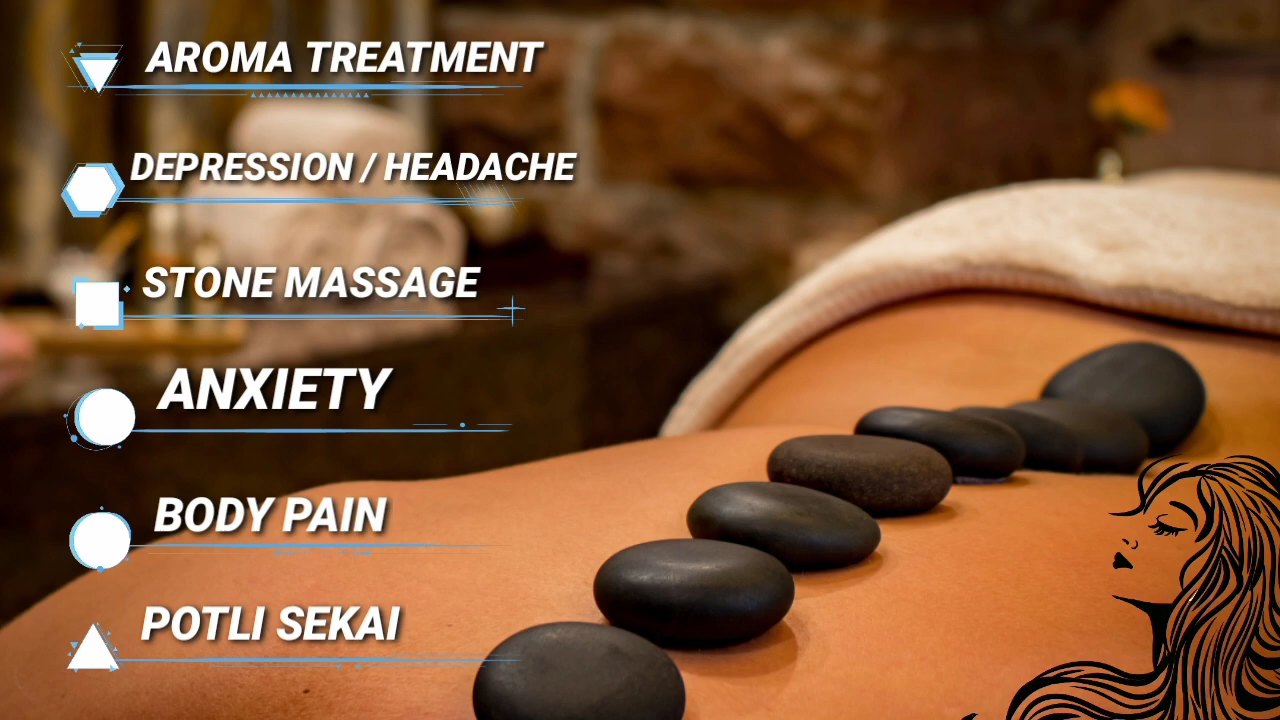 AROMA TREATMENT
DEPRESSION / HEADACHE
STONE MASSAGE
ANXIETY
BODY PAIN
POTLI SEKAI